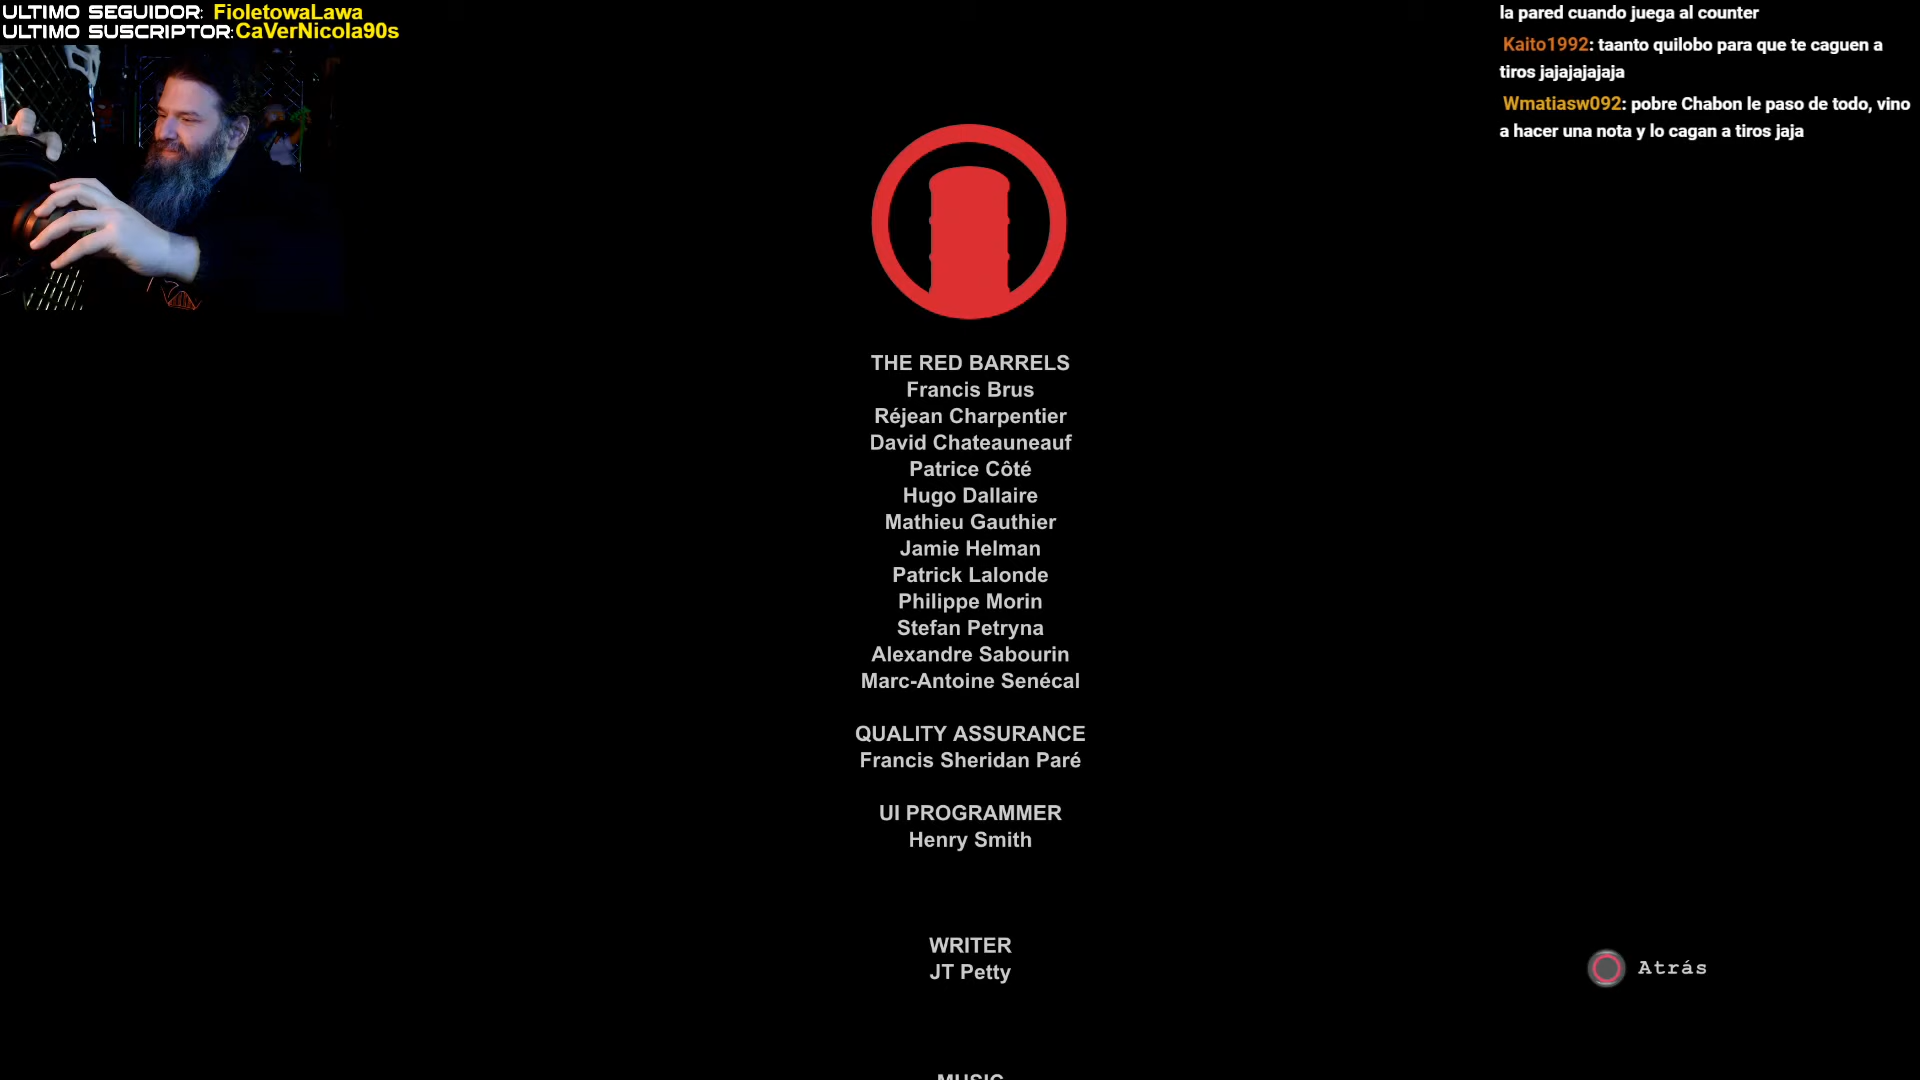 ULTIMO SEGUIDOR: FioletowaLawa
ULTIMO SUSCRIPTOR:CaVerNicola90s
la pared cuando juega al counter
Kaito1992: taanto quilobo para que te caguen a
tiros jajajajajaja
Wmatiasw092: pobre Chabon le paso de todo, vino
a hacer una nota y lo cagan a tiros jaja
THE RED BARRELS
Francis Brus
Réjean Charpentier
David Chateauneuf
Patrice Côté
Hugo Dallaire
Mathieu Gauthier
Jamie Helman
Patrick Lalonde
Philippe Morin
Stefan Petryna
Alexandre Sabourin
Marc-Antoine Senécal
QUALITY ASSURANCE
Francis Sheridan Paré
UI PROGRAMMER
Henry Smith
WRITER
JT Petty
Atrás
MUSIC